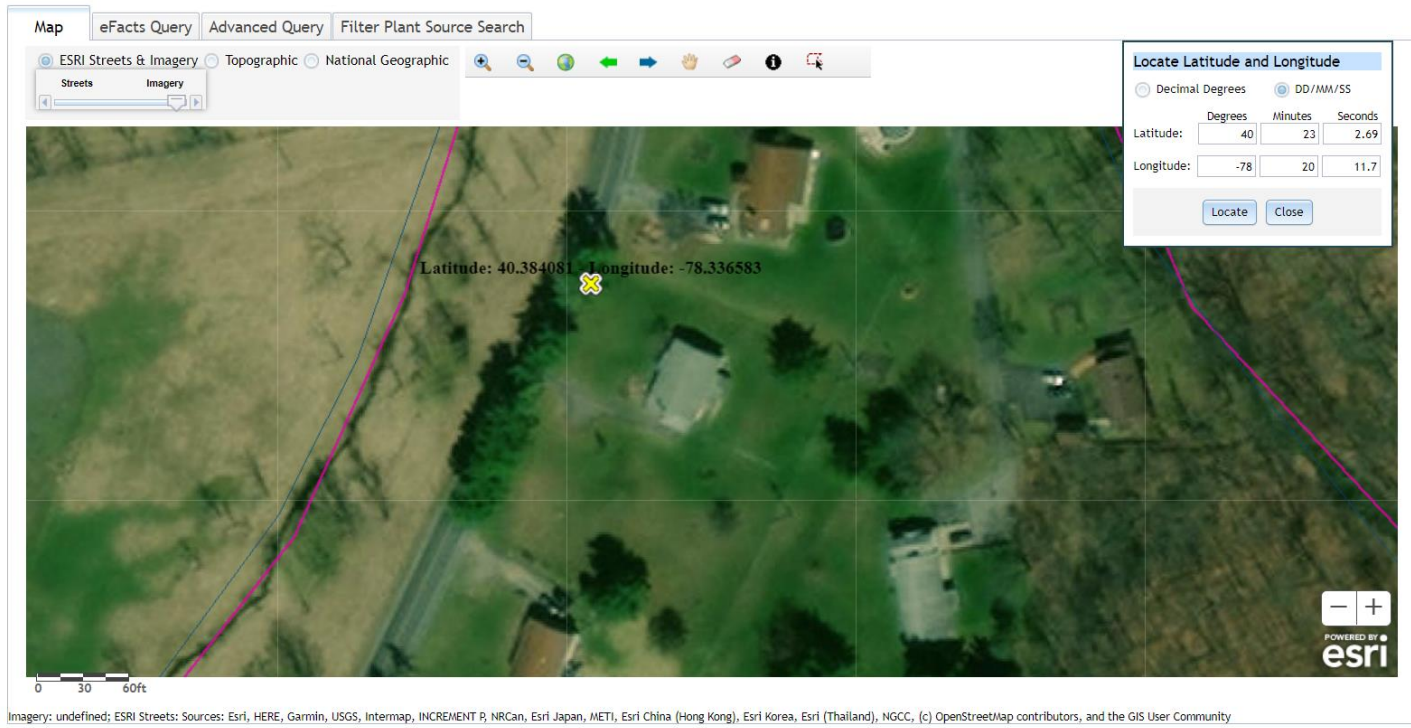 Map eFacts Query Advanced Query Filter Plant Source Search
ESRI Streets & Imagery Topographic National Geographic
Streets Imagery
Locate Latitude and Longitude
Decimal Degrees DD/MM/SS
Degrees Minutes Seconds
Latitude: 40 23 2.69
Longitude: -78 20 11.7
Locate Close
Latitude: 40.384081 - Longitude: -78.336583
POWERED BY
esri
0 30 60ft
Imagery: undefined; ESRI Streets: Sources: Esri, HERE, Garmin, USGS, Intermap, INCREMENT P, NRCan, Esri Japan, METI, Esri China (Hong Kong), Esri Korea, Esri (Thailand), NGCC, (c) OpenStreetMap contributors, and the GIS User Community